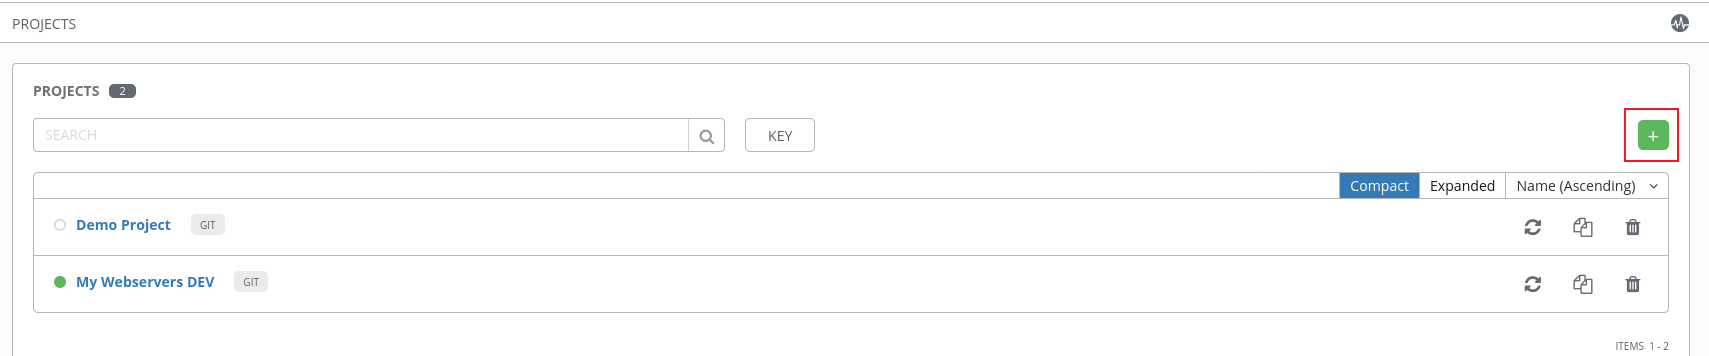 PROJECTS
PROJECTS 2
SEARCH KEY +
Compact Expanded Name (Ascending)
Demo Project GIT
My Webservers DEV GIT
ITEMS 1 - 2